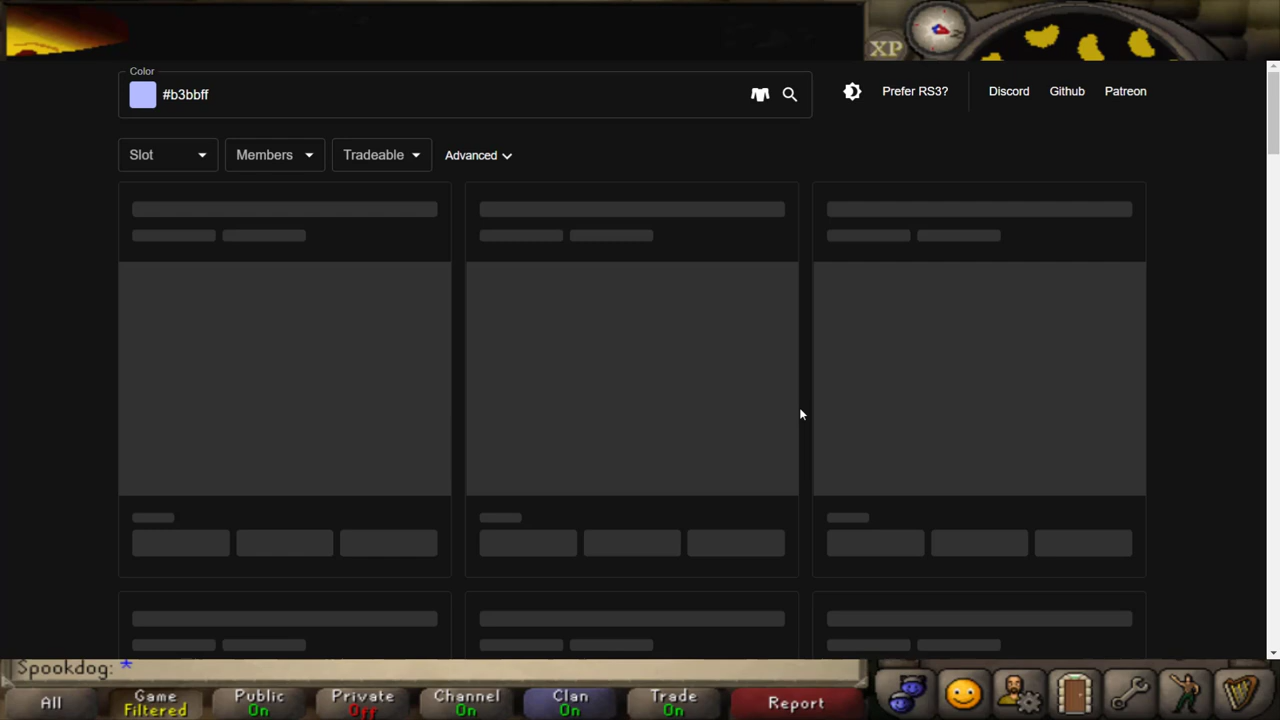 XP
Color
#b3bbff
Prefer RS3?
Discord
Github
Patreon
Slot
Members
Tradeable
Advanced
Spookdog: *
All
Game
Filtered
Public
On
Private
Off
Channel
On
Clan
On
Trade
On
Report